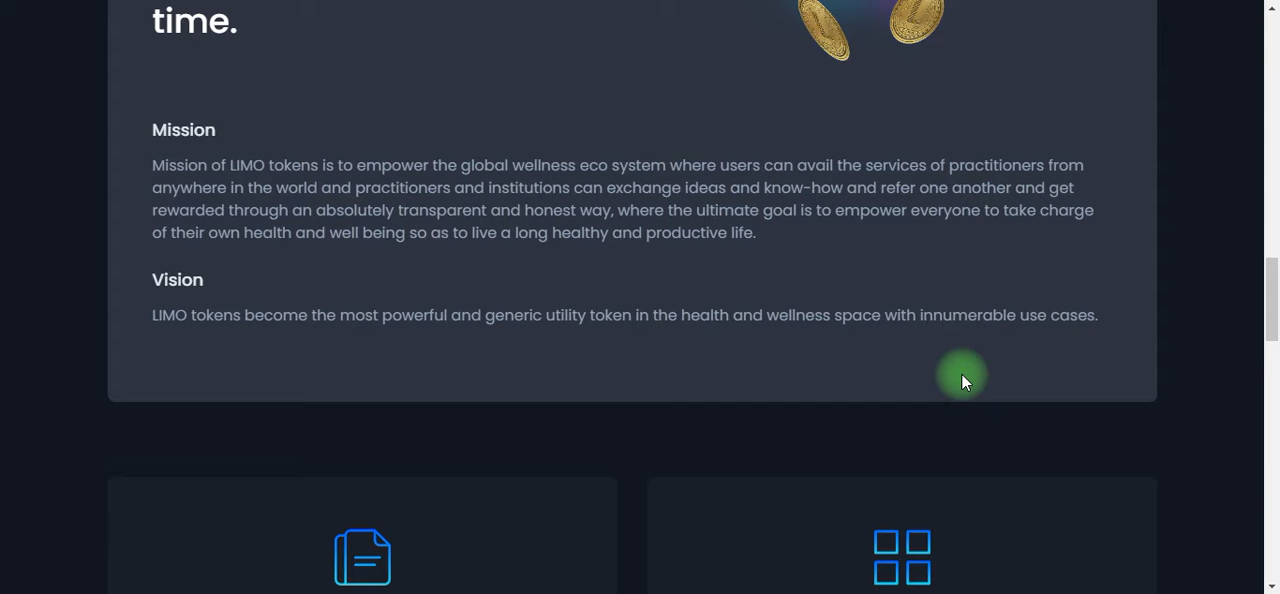 time.
Mission
Mission of LIMO tokens is to empower the global wellness eco system where users can avail the services of practitioners from
anywhere in the world and practitioners and institutions can exchange ideas and know-how and refer one another and get
rewarded through an absolutely transparent and honest way, where the ultimate goal is to empower everyone to take charge
of their own health and well being so as to live a long healthy and productive life.
Vision
LIMO tokens become the most powerful and generic utility token in the health and wellness space with innumerable use cases.